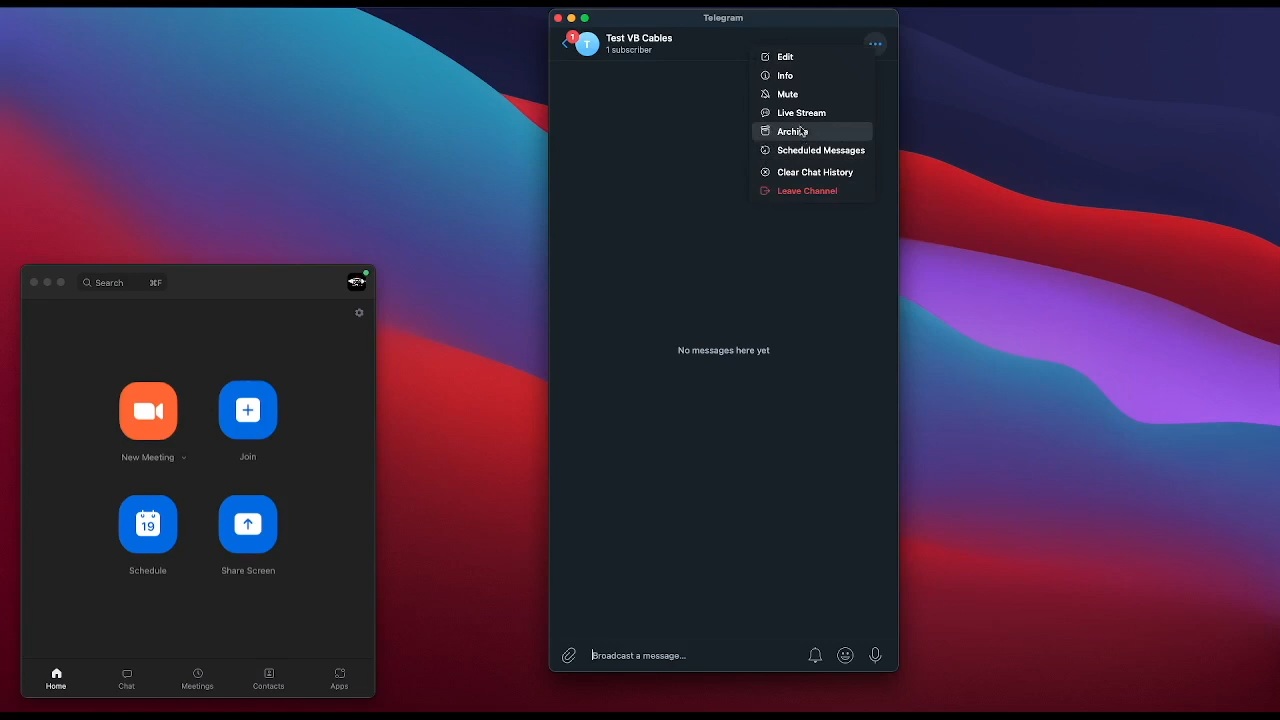 Telegram
1
T
Test VB Cables
1 subscriber
Edit
Info
Mute
Live Stream
Archive
Scheduled Messages
Clear Chat History
Leave Channel
No messages here yet
Broadcast a message...
Search ⌘F
New Meeting
Join
19
Schedule
Share Screen
Home
Chat
Meetings
Contacts
Apps